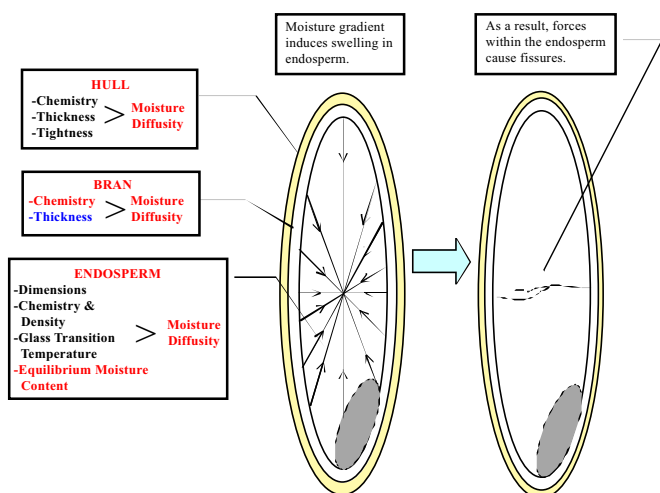 Moisture gradient
induces swelling in
endosperm.
As a result, forces
within the endosperm
cause fissures.
HULL
-Chemistry
-Thickness
-Tightness
> Moisture
Diffusity
BRAN
-Chemistry
-Thickness
> Moisture
Diffusity
ENDOSPERM
-Dimensions
-Chemistry &
Density
-Glass Transition
Temperature
-Equilibrium Moisture
Content
> Moisture
Diffusity